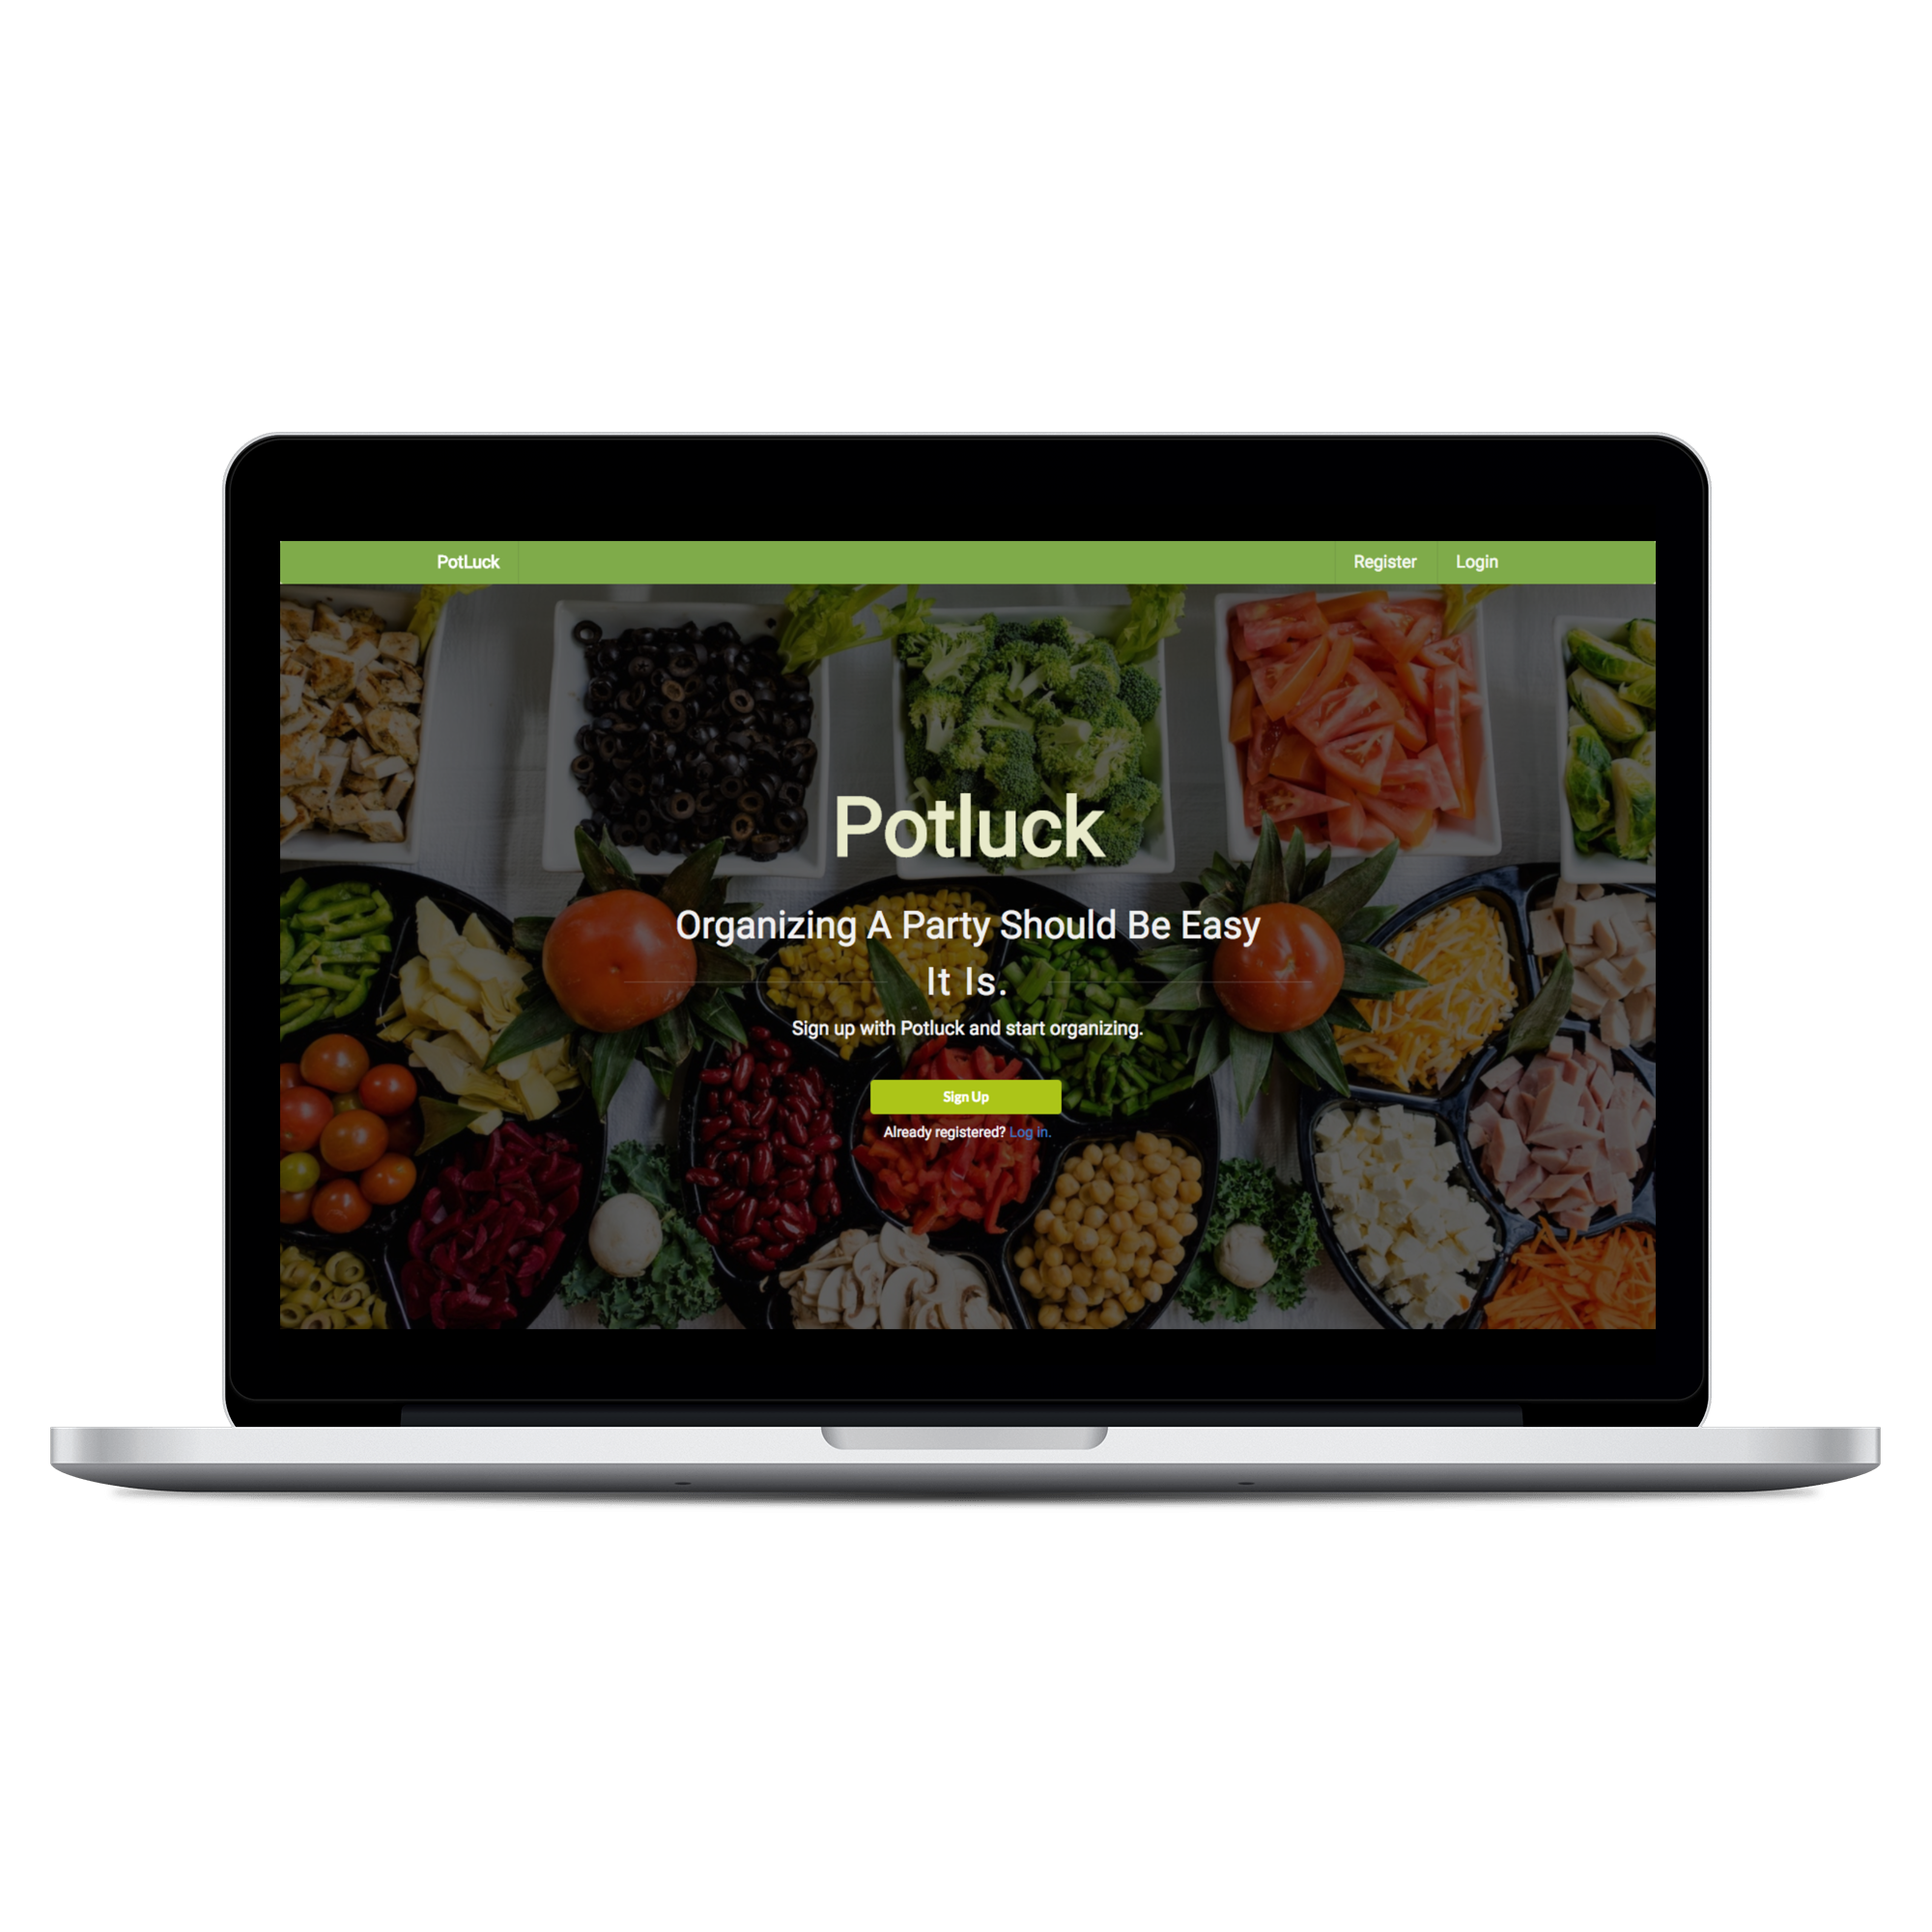 PotLuck
Register
Login
Potluck
Organizing A Party Should Be Easy
It Is.
Sign up with Potluck and start organizing.
Sign Up
Already registered? Log in.